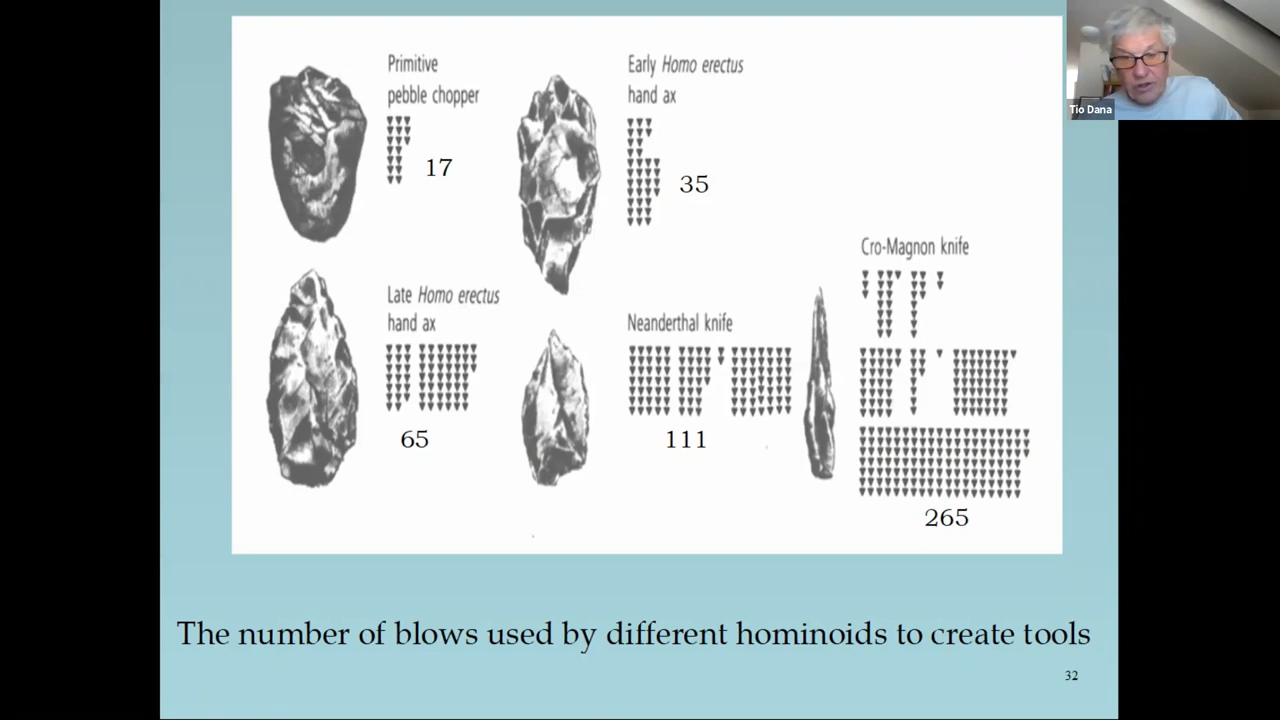 Primitive
pebble chopper
17
Early Homo erectus
hand ax
35
Late Homo erectus
hand ax
65
Neanderthal knife
111
Cro-Magnon knife
265
The number of blows used by different hominoids to create tools
32
Tio Dana